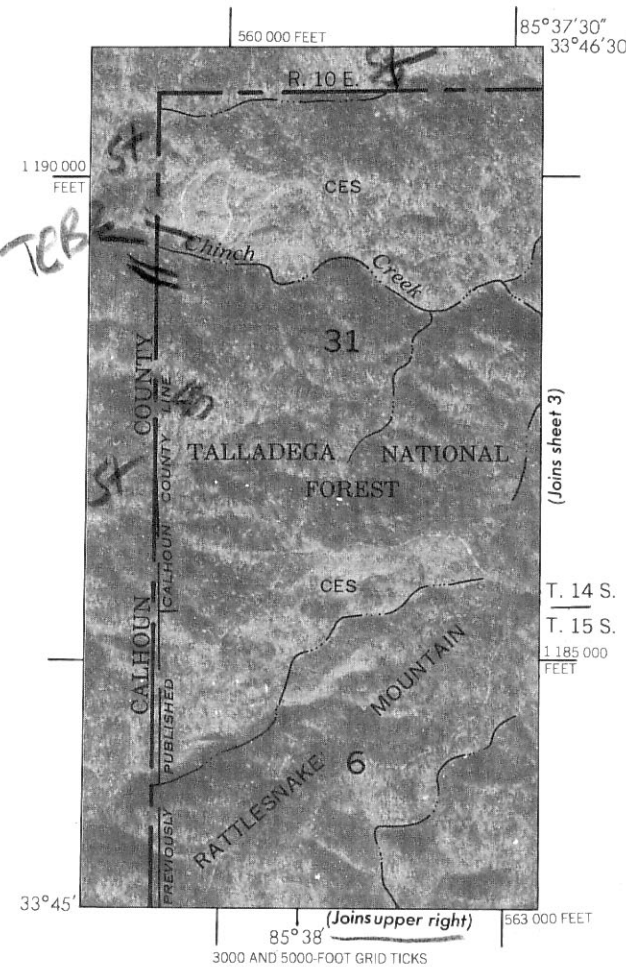 560 000 FEET
85°37'30"
33°46'30
R. 10 E.
St
1 190 000
FEET
CES
TCB
Chinch
Creek
31
COUNTY
CALHOUN COUNTY LINE
TALLADEGA NATIONAL
FOREST
(Joins sheet 3)
St
CES
T. 14 S.
T. 15 S.
1 185 000
FEET
CALHOUN
PREVIOUSLY PUBLISHED
RATTLESNAKE MOUNTAIN
6
33°45'
(Joins upper right)
85°38'
563 000 FEET
3000 AND 5000-FOOT GRID TICKS